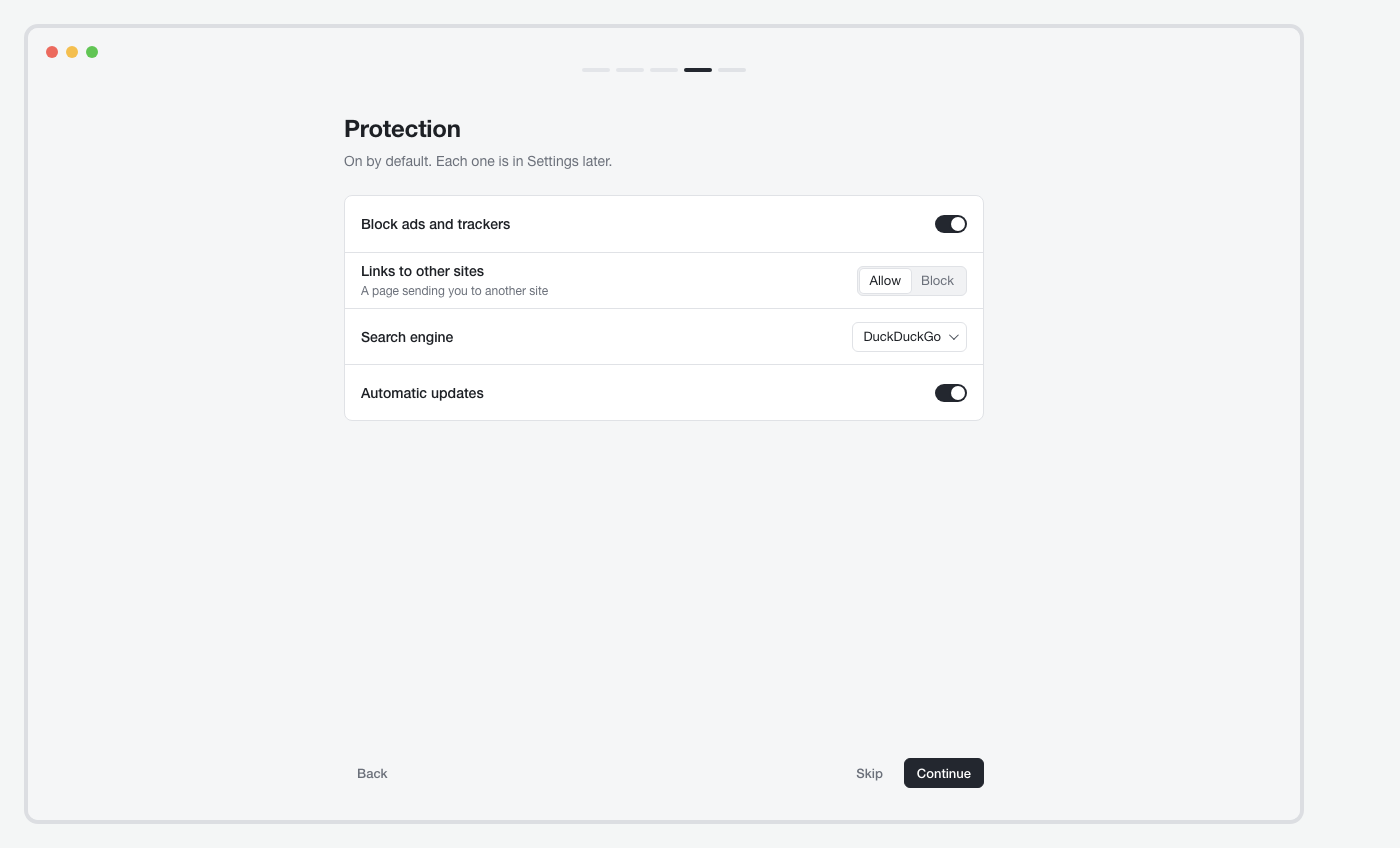 Protection
On by default. Each one is in Settings later.
Block ads and trackers
Links to other sites
A page sending you to another site
Allow Block
Search engine
DuckDuckGo
Automatic updates
Back
Skip
Continue